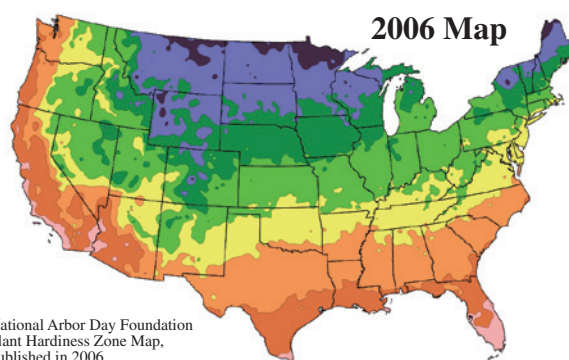 2006 Map
ational Arbor Day Foundation
lant Hardiness Zone Map,
ublished in 2006.